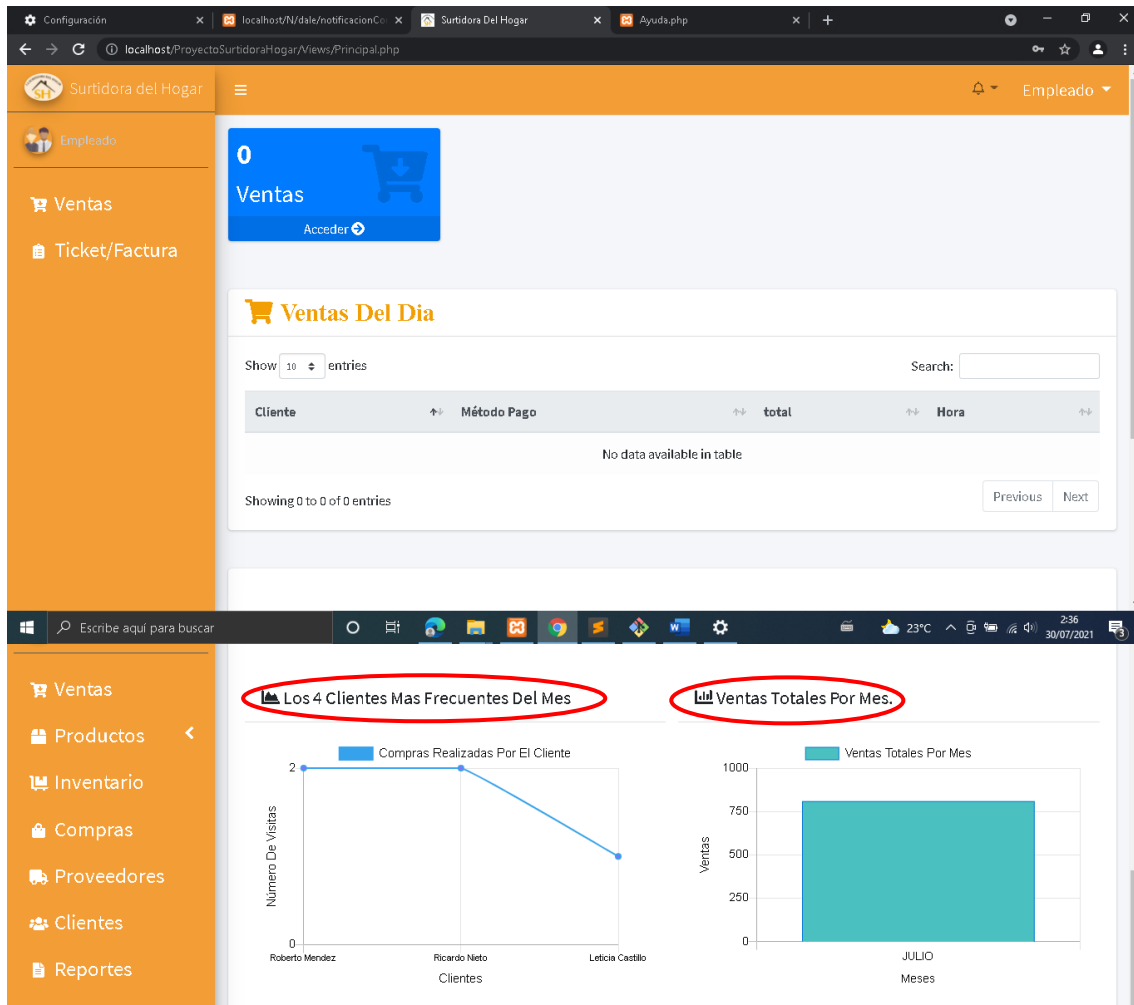 Configuración
localhost/N/dale/notificacionCo
Surtidora Del Hogar
Ayuda.php
localhost/ProyectoSurtidoraHogar/Views/Principal.php
SH
Surtidora del Hogar
Empleado
Empleado
Ventas
Ticket/Factura
0
Ventas
Acceder
Ventas Del Dia
Show 10 entries
Search:
Cliente Método Pago total Hora
No data available in table
Showing 0 to 0 of 0 entries
Previous Next
Escribe aquí para buscar
23°C
2:36
30/07/2021
3
Ventas
Productos
Inventario
Compras
Proveedores
Clientes
Reportes
Los 4 Clientes Mas Frecuentes Del Mes
Compras Realizadas Por El Cliente
2
Número De Visitas
0
Roberto Mendez Ricardo Nieto Leticia Castillo
Clientes
Ventas Totales Por Mes.
Ventas Totales Por Mes
1000
750
Ventas
500
250
0
JULIO
Meses